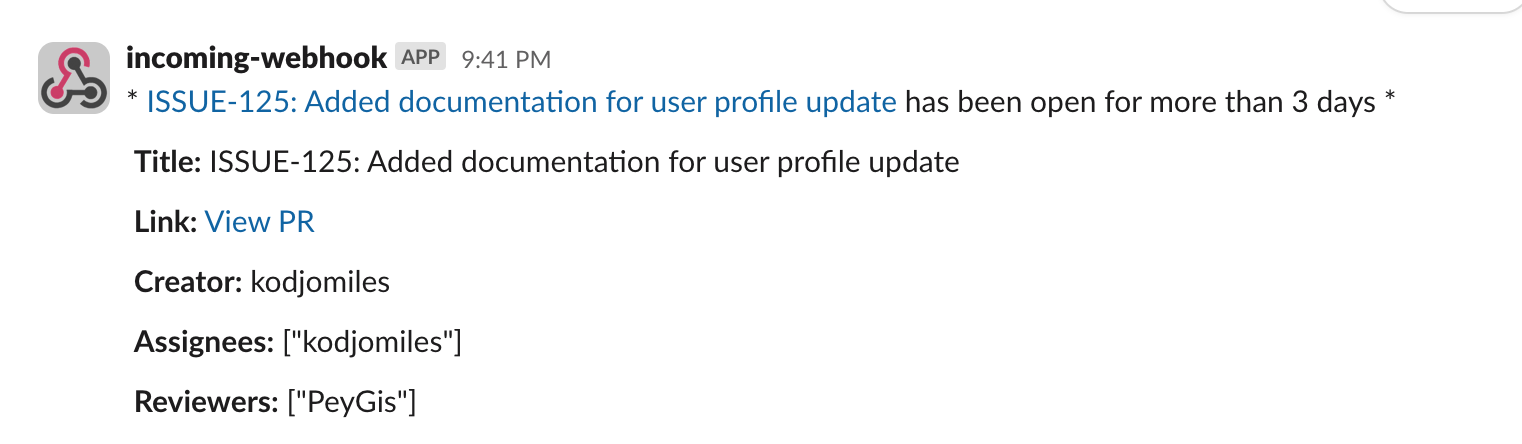 incoming-webhook APP 9:41 PM
* ISSUE-125: Added documentation for user profile update has been open for more than 3 days *
Title: ISSUE-125: Added documentation for user profile update
Link: View PR
Creator: kodjomiles
Assignees: ["kodjomiles"]
Reviewers: ["PeyGis"]